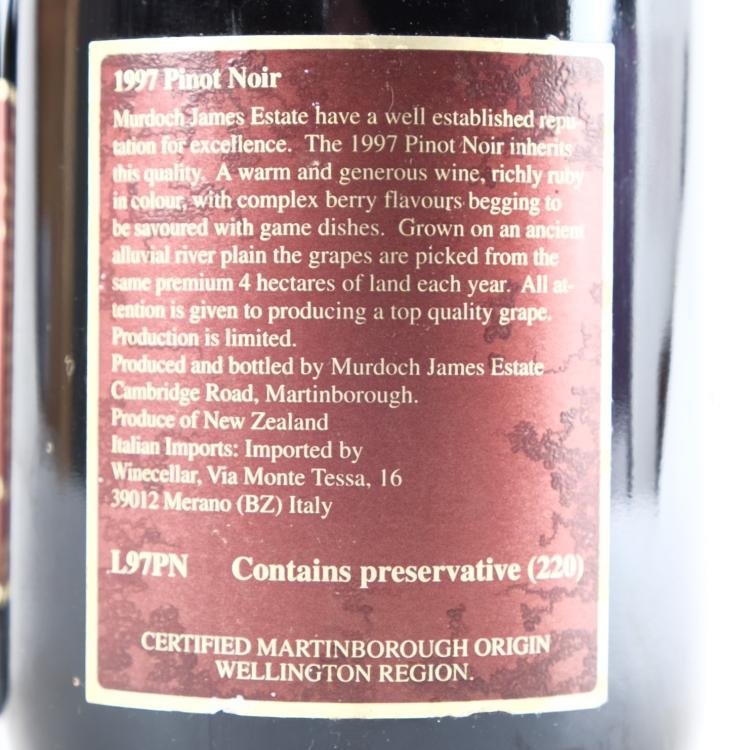 1997 Pinot Noir
Murdoch James Estate have a well established repu-
tation for excellence. The 1997 Pinot Noir inherits
this quality. A warm and generous wine, richly ruby
in colour, with complex berry flavours begging to
be savoured with game dishes. Grown on an ancient
alluvial river plain the grapes are picked from the
same premium 4 hectares of land each year. All at-
tention is given to producing a top quality grape.
Production is limited.
Produced and bottled by Murdoch James Estate
Cambridge Road, Martinborough.
Produce of New Zealand
Italian Imports: Imported by
Winecellar, Via Monte Tessa, 16
39012 Merano (BZ) Italy
L97PN Contains preservative (220)
CERTIFIED MARTINBOROUGH ORIGIN
WELLINGTON REGION.